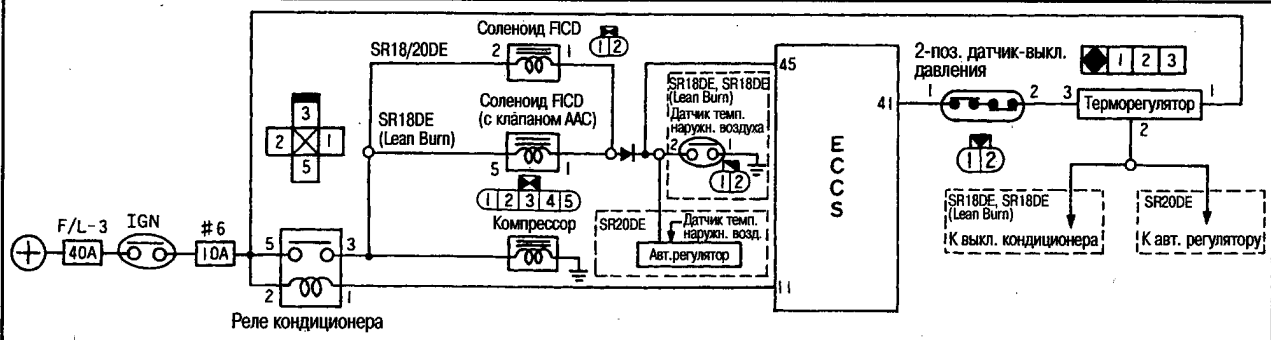 Соленоид FICD
SR18/20DE
2
1
1 2
2-поз. датчик-выкл.
давления
1 2 3
45
41
1
2
3
Терморегулятор
1
2
1 2
SR18DE, SR18DE
(Lean Burn)
Датчик темп.
наружн. воздуха
2
1
1 2
Соленоид FICD
(с клапаном AAC)
SR18DE
(Lean Burn)
5
1
1 2 3 4 5
3
2
1
5
E
C
C
S
F/L-3
40A
IGN
#6
10A
5
3
2
1
Реле кондиционера
Компрессор
SR20DE
Датчик темп.
наружн. возд.
Авт.регулятор
11
SR18DE, SR18DE
(Lean Burn)
К выкл. кондиционера
SR20DE
К авт. регулятору